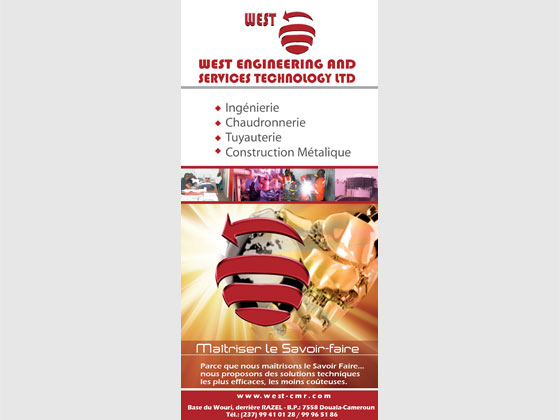 WEST
WEST ENGINEERING AND
SERVICES TECHNOLOGY LTD
Ingénierie
Chaudronnerie
Tuyauterie
Construction Métalique
Maîtriser le Savoir-faire
Parce que nous maîtrisons le Savoir Faire...
nous proposons des solutions techniques
les plus efficaces, les moins coûteuses.
www.west-cmr.com
Base du Wouri, derrière RAZEL - B.P.: 7558 Douala-Cameroun
Tél.: (237) 99 41 01 28 / 99 96 51 86